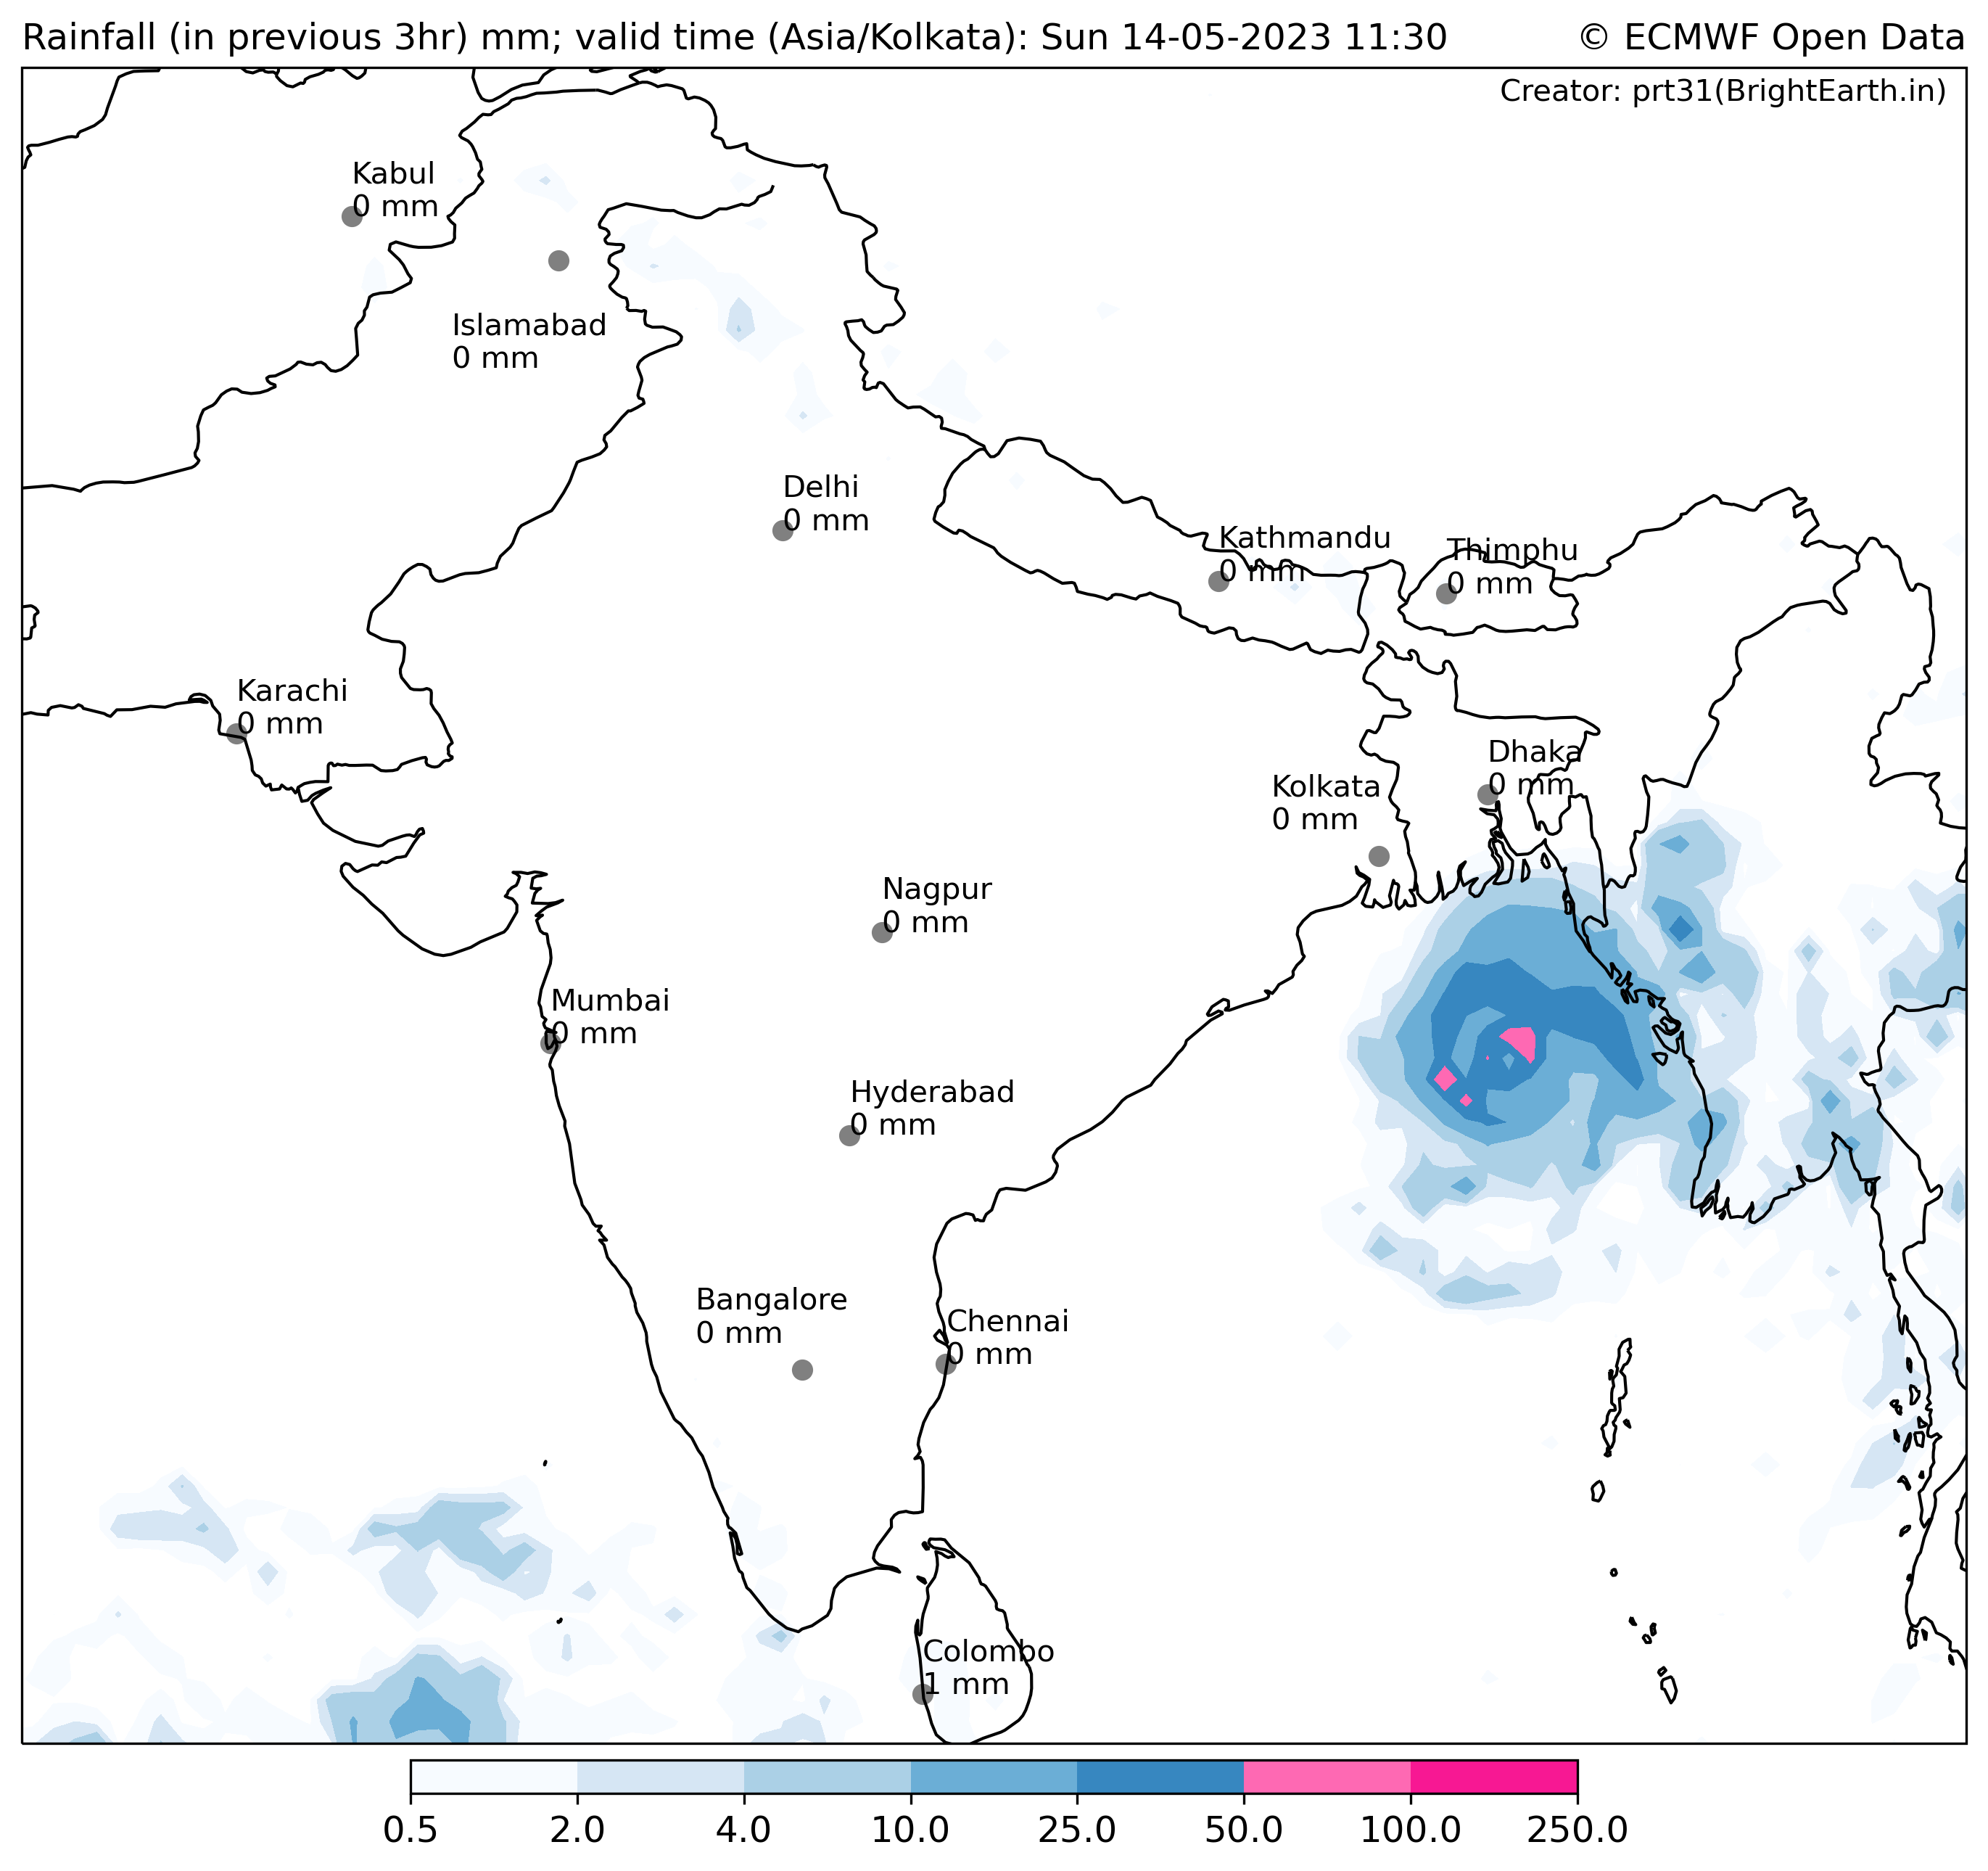 Rainfall (in previous 3hr) mm; valid time (Asia/Kolkata): Sun 14-05-2023 11:30
© ECMWF Open Data
Creator: prt31(BrightEarth.in)
Kabul
0 mm
Islamabad
0 mm
Delhi
0 mm
Kathmandu
0 mm
Thimphu
0 mm
Karachi
0 mm
Dhaka
0 mm
Kolkata
0 mm
Nagpur
0 mm
Mumbai
0 mm
Hyderabad
0 mm
Bangalore
0 mm
Chennai
0 mm
Colombo
1 mm
0.5 2.0 4.0 10.0 25.0 50.0 100.0 250.0